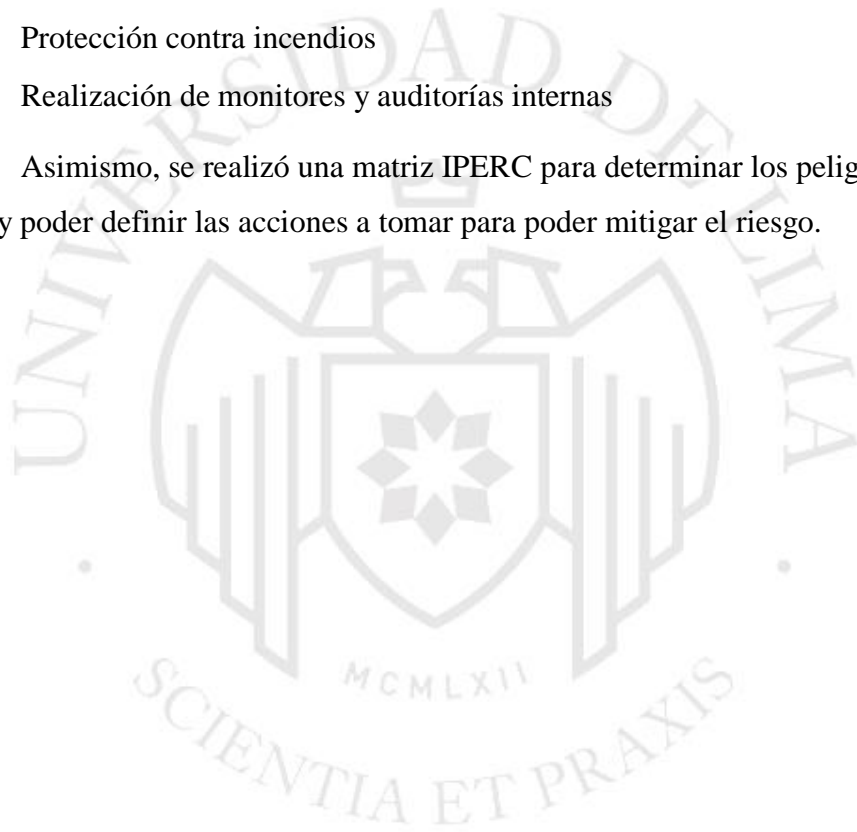 Protección contra incendios
Realización de monitores y auditorías internas
Asimismo, se realizó una matriz IPERC para determinar los
y poder definir las acciones a tomar para poder mitigar el riesgo.
UNIVERSIDAD DE LIMA
MCMLXII
SCIENTIA ET PRAXIS